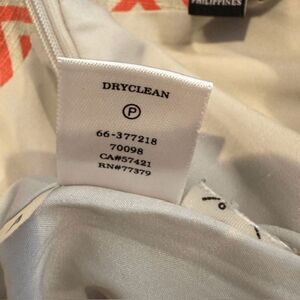 PHILIPPINES
DRYCLEAN
P
66-377218
70098
CA#57421
RN#77379